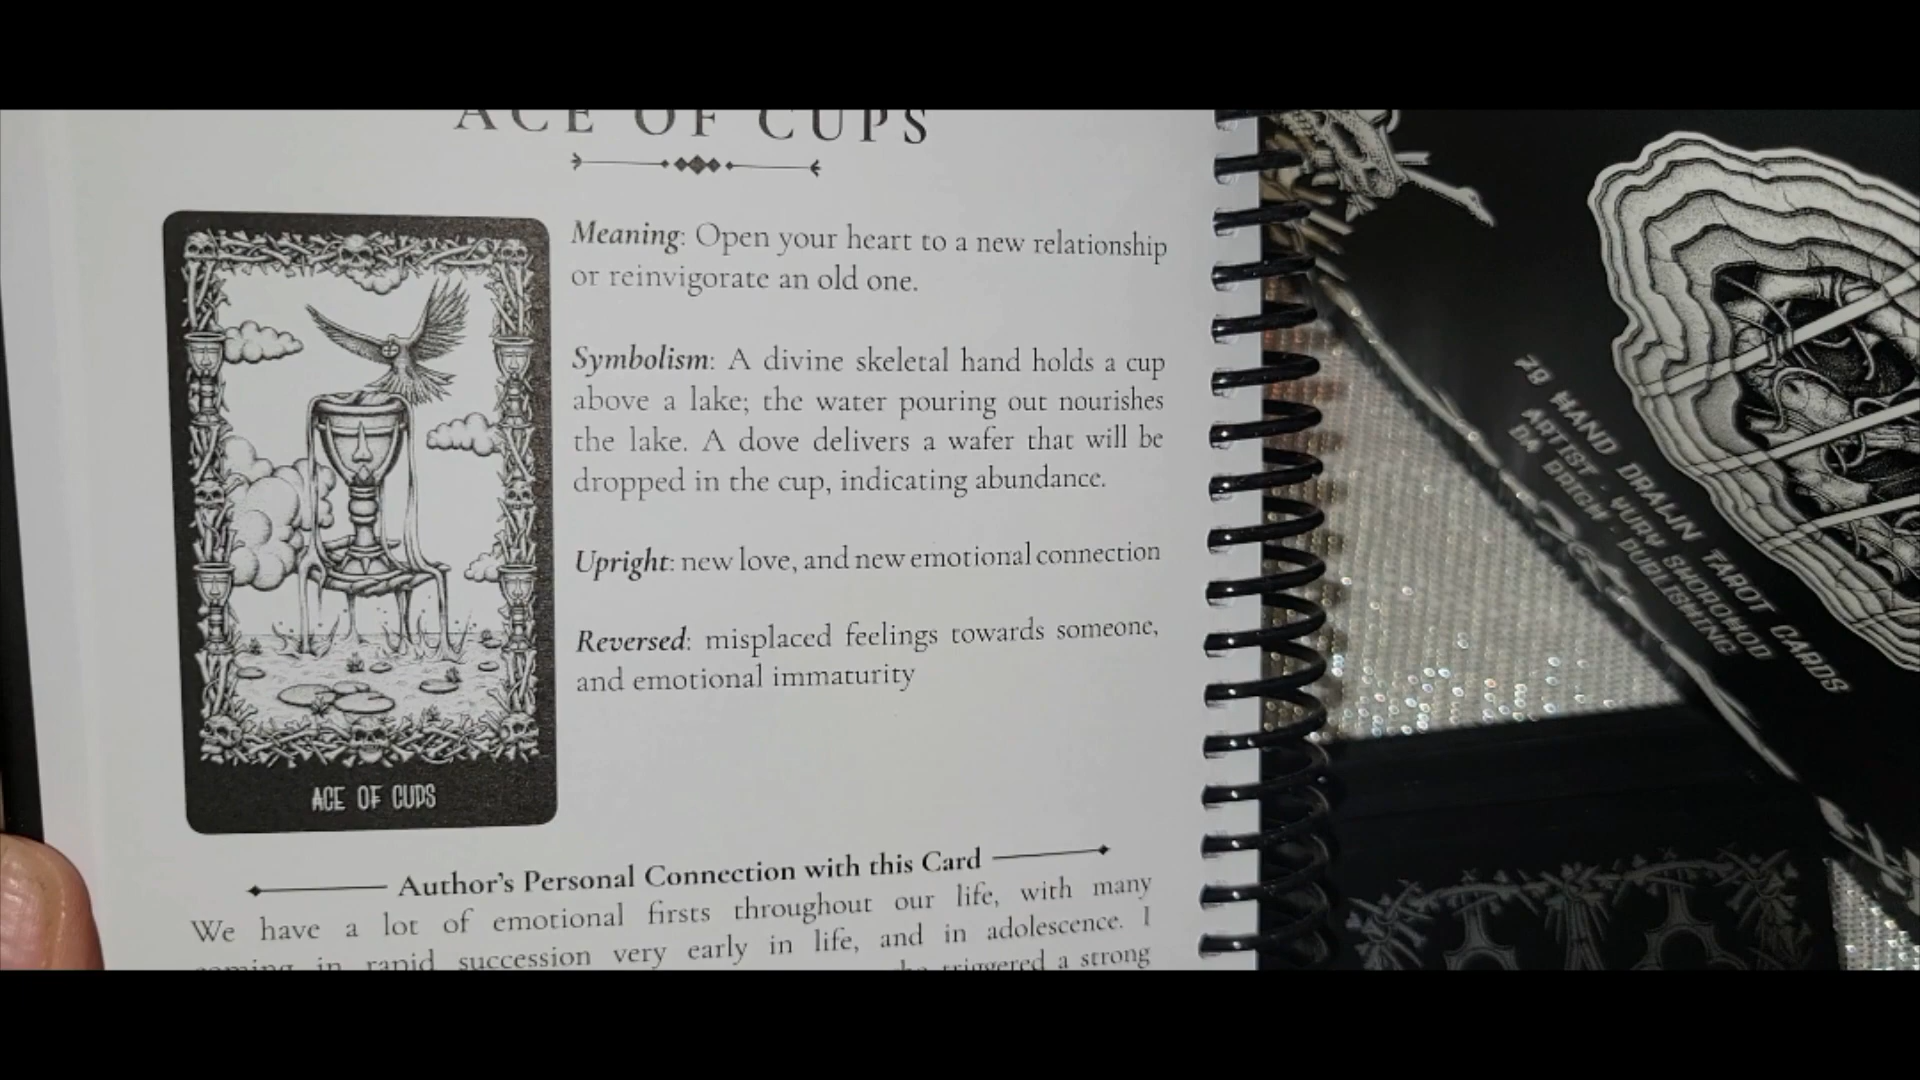 ACE OF CUPS
Meaning: Open your heart to a new relationship
or reinvigorate an old one.
Symbolism: A divine skeletal hand holds a cup
above a lake; the water pouring out nourishes
the lake. A dove delivers a wafer that will be
dropped in the cup, indicating abundance.
Upright: new love, and new emotional connection
Reversed: misplaced feelings towards someone,
and emotional immaturity
ACE OF CUPS
Author's Personal Connection with this Card
We have a lot of emotional firsts throughout our life, with many
coming in rapid succession very early in life, and in adolescence. I
triggered a strong
78 HAND DRAWN TAROT CARDS
ARTIST - YURY SHOROHOD
D4 BRIGH - PUBLISHING